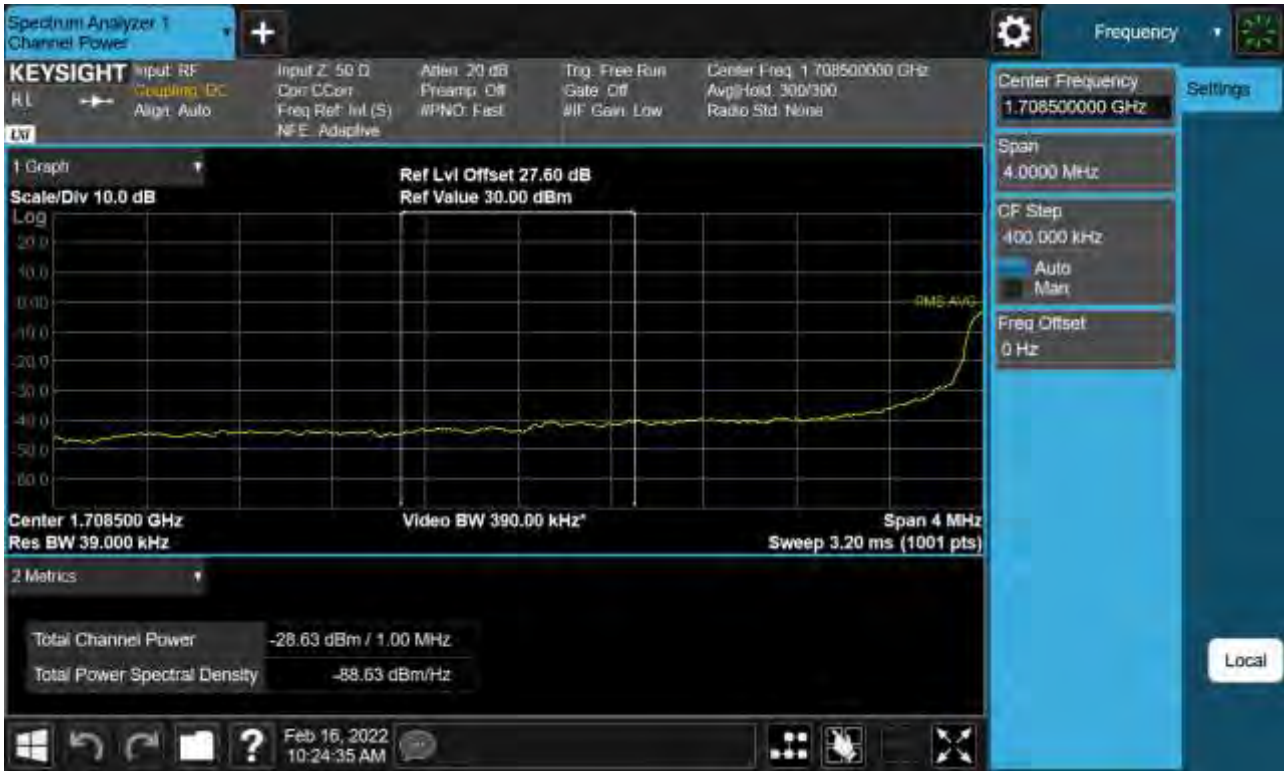 Spectrum Analyzer 1
Channel Power
+
Frequency
KEYSIGHT
Input: RF
Coupling: DC
Align: Auto
RL
LXI
Input Z: 50 Ω
Corr CCorr
Freq Ref: Int (S)
NFE: Adaptive
Atten: 20 dB
Preamp: Off
#PNO: Fast
Trig: Free Run
Gate: Off
#IF Gain: Low
Center Freq: 1.708500000 GHz
Avg|Hold: 300/300
Radio Std: None
1 Graph
Scale/Div 10.0 dB
Ref Lvl Offset 27.60 dB
Ref Value 30.00 dBm
Log
20.0
10.0
0.00
-10.0
-20.0
-30.0
-40.0
-50.0
-60.0
RMS AVG
Center 1.708500 GHz
Res BW 39.000 kHz
Video BW 390.00 kHz*
Span 4 MHz
Sweep 3.20 ms (1001 pts)
2 Metrics
Total Channel Power
-28.63 dBm / 1.00 MHz
Total Power Spectral Density
-88.63 dBm/Hz
Center Frequency
1.708500000 GHz
Settings
Span
4.0000 MHz
CF Step
400.000 kHz
Auto
Man
Freq Offset
0 Hz
Local
?
Feb 16, 2022
10:24:35 AM